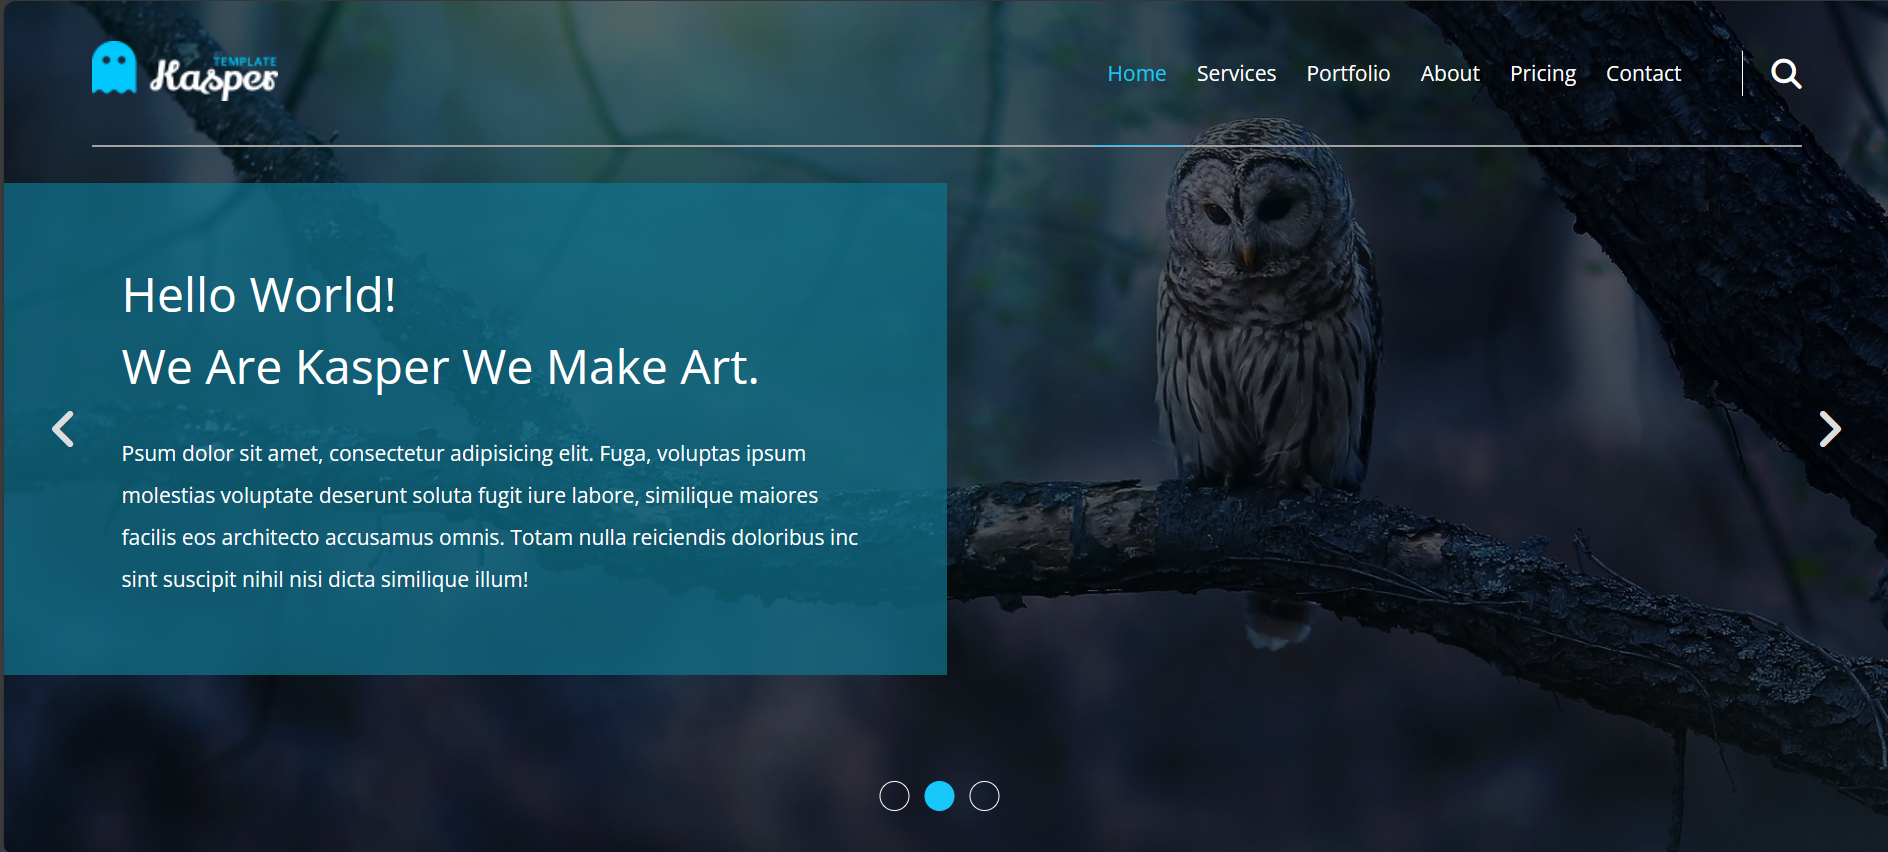 TEMPLATE
Kasper
Home Services Portfolio About Pricing Contact
Hello World!
We Are Kasper We Make Art.
Psum dolor sit amet, consectetur adipisicing elit. Fuga, voluptas ipsum
molestias voluptate deserunt soluta fugit iure labore, similique maiores
facilis eos architecto accusamus omnis. Totam nulla reiciendis doloribus inc
sint suscipit nihil nisi dicta similique illum!